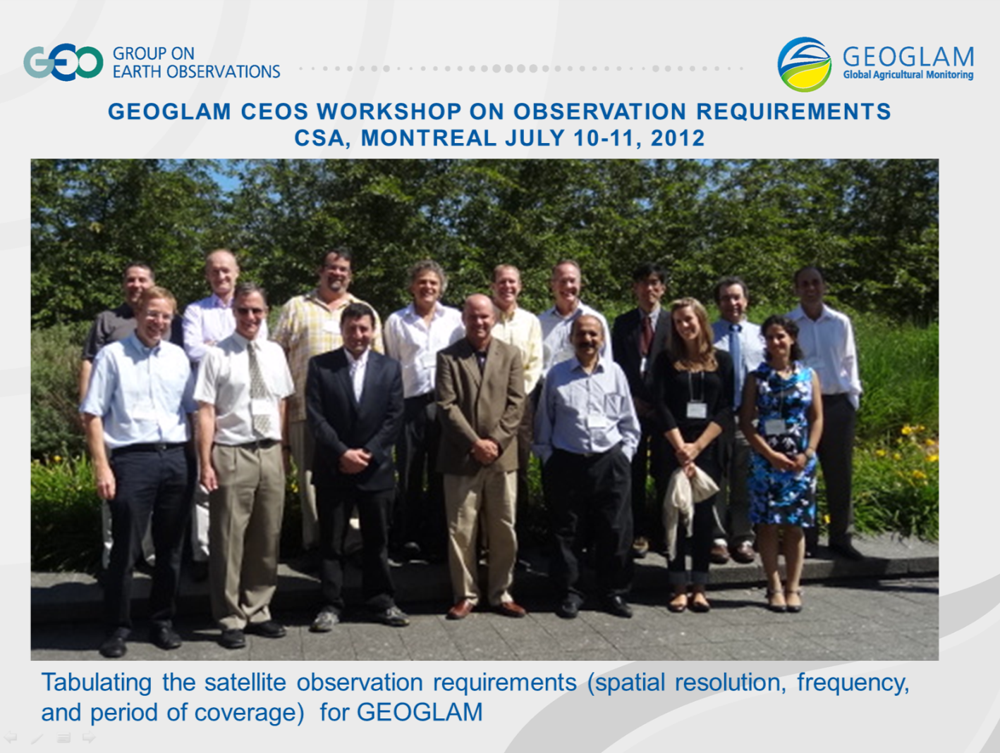 GEO GROUP ON
EARTH OBSERVATIONS
GEOGLAM
Global Agricultural Monitoring
GEOGLAM CEOS WORKSHOP ON OBSERVATION REQUIREMENTS
CSA, MONTREAL JULY 10-11, 2012
Tabulating the satellite observation requirements (spatial resolution, frequency,
and period of coverage) for GEOGLAM